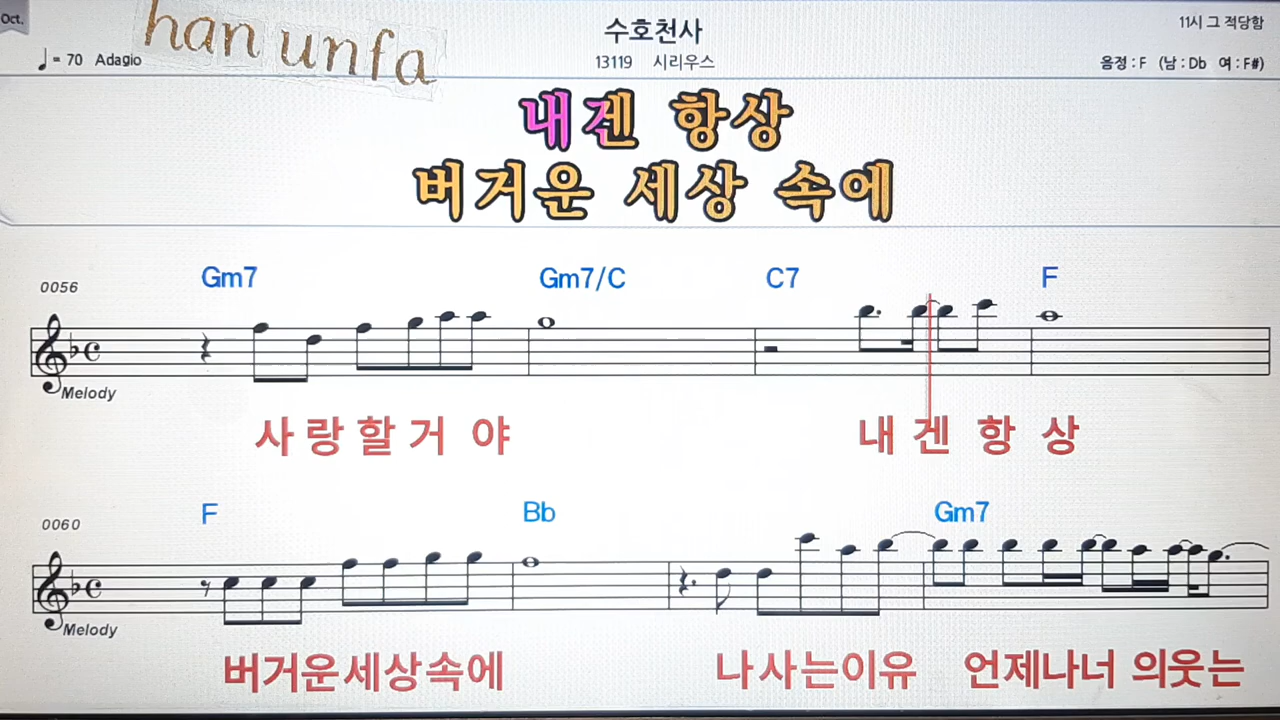 Oct.
han unfa
수호천사
11시 그 적당함
♩= 70 Adagio
13119 시리우스
음정 : F (남 : Db 여 : F#)
내겐 항상
버거운 세상 속에
Gm7 Gm7/C C7 F
0056
Melody
사 랑 할 거 야 내 겐 항 상
F Bb Gm7
0060
Melody
버거운세상속에 나사는이유 언제나너 의웃는